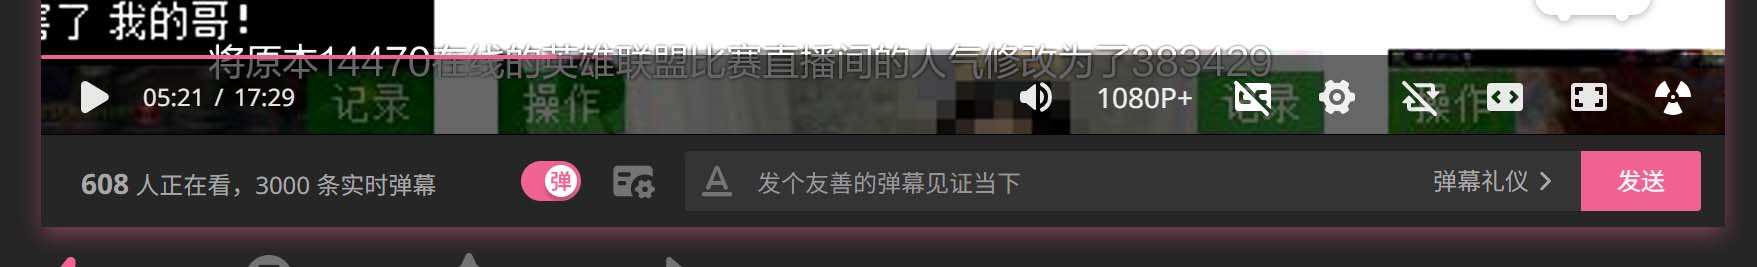 了 我的哥！
将原本14470在线的英雄联盟比赛直播间的人气修改为了383429
05:21 / 17:29
记录
操作
1080P+
记录
操作
608 人正在看，3000 条实时弹幕
弹
发个友善的弹幕见证当下
弹幕礼仪
发送